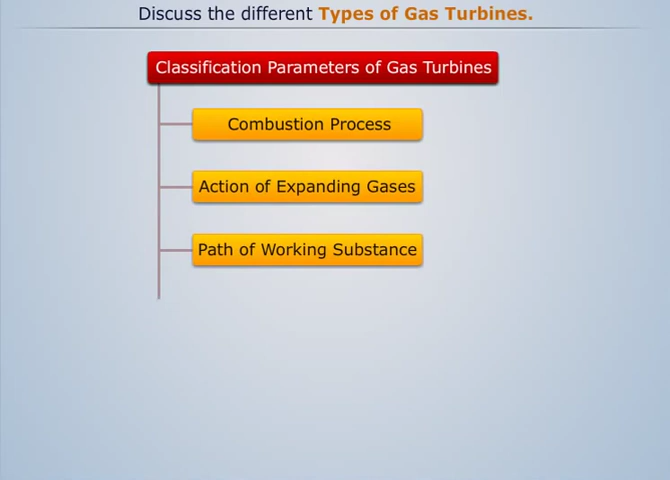 Discuss the different Types of Gas Turbines.
Classification Parameters of Gas Turbines
Combustion Process
Action of Expanding Gases
Path of Working Substance